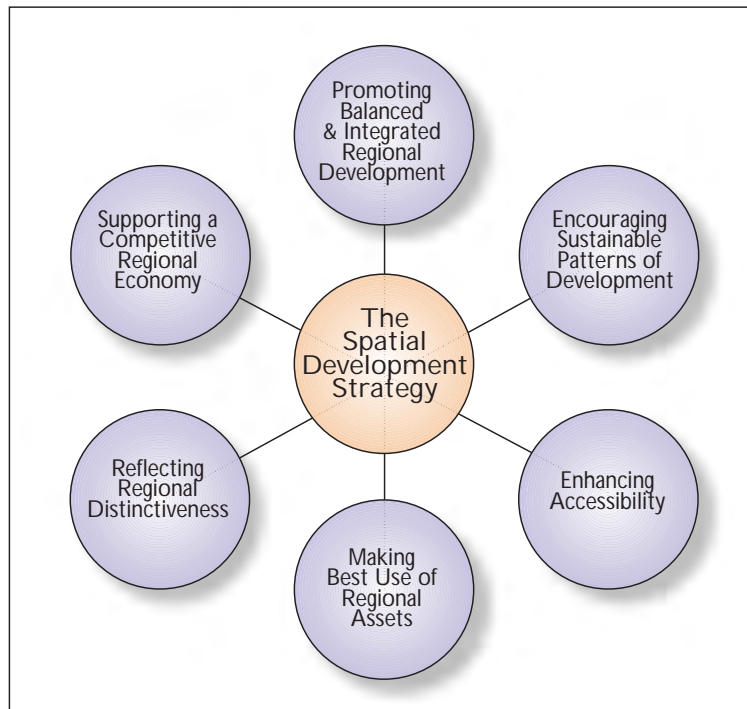 Promoting
Balanced
& Integrated
Regional
Development
Supporting a
Competitive
Regional
Economy
Encouraging
Sustainable
Patterns of
Development
The
Spatial
Development
Strategy
Reflecting
Regional
Distinctiveness
Enhancing
Accessibility
Making
Best Use of
Regional
Assets